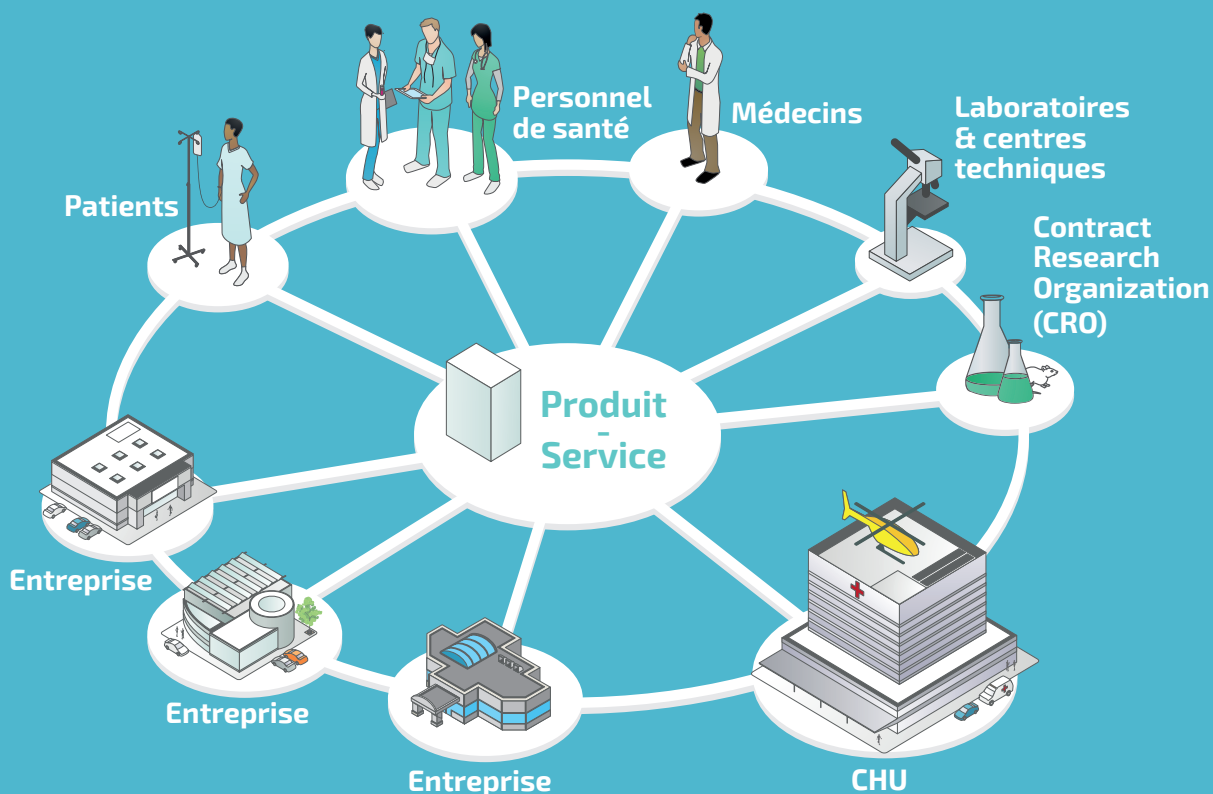 Personnel
de santé
Médecins
Laboratoires
& centres
techniques
Patients
Contract
Research
Organization
(CRO)
Produit
-
Service
Entreprise
Entreprise
Entreprise
CHU